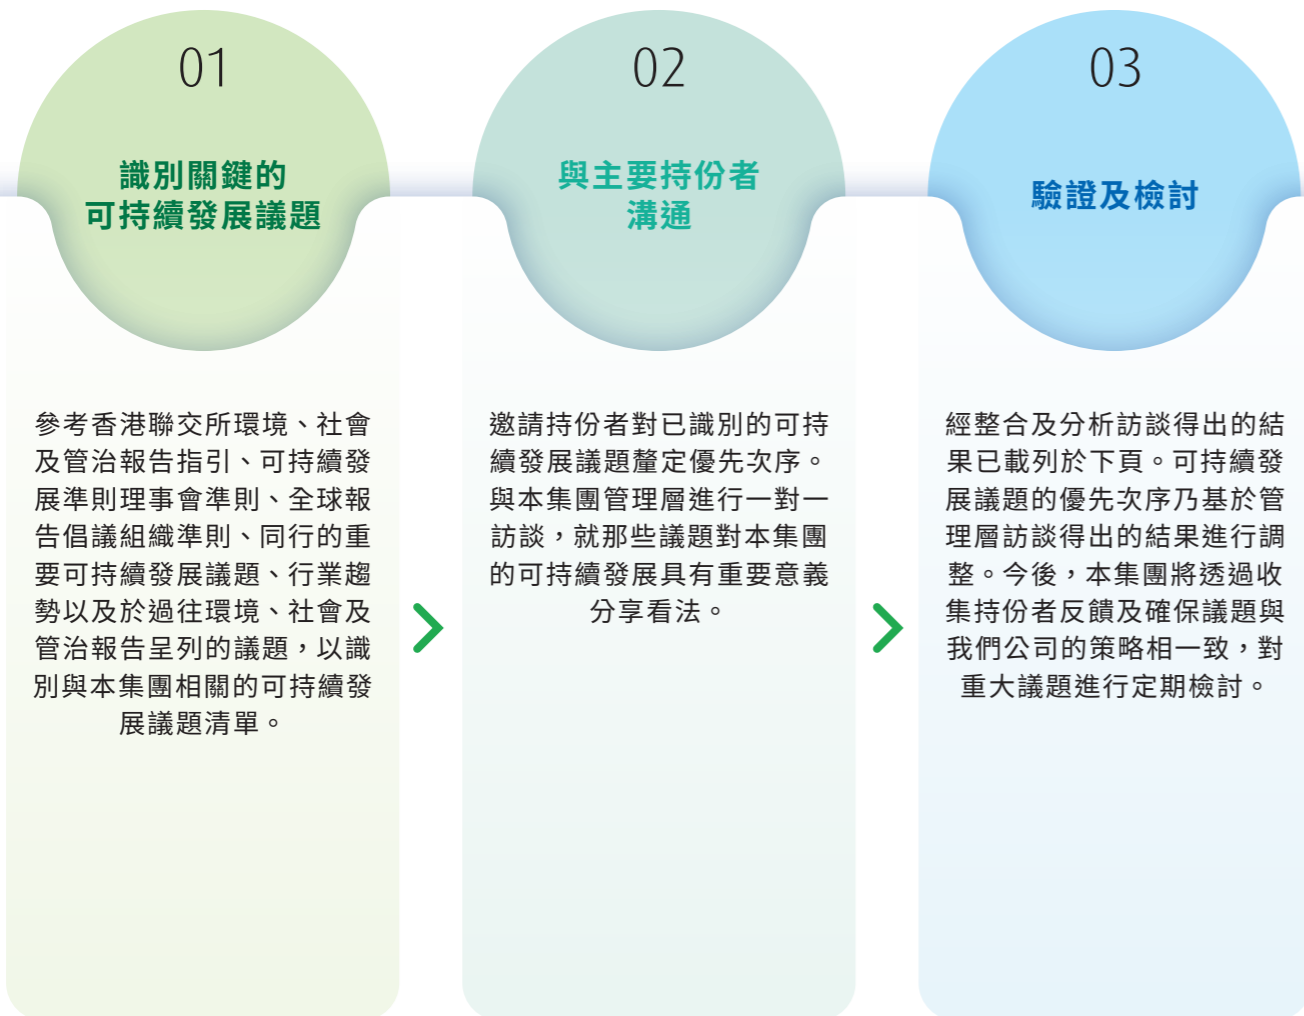 01
識別關鍵的
可持續發展議題
參考香港聯交所環境、社會
及管治報告指引、可持續發
展準則理事會準則、全球報
告倡議組織準則、同行的重
要可持續發展議題、行業趨
勢以及於過往環境、社會及
管治報告呈列的議題，以識
別與本集團相關的可持續發
展議題清單。
02
與主要持份者
溝通
邀請持份者對已識別的可持
續發展議題釐定優先次序。
與本集團管理層進行一對一
訪談，就那些議題對本集團
的可持續發展具有重要意義
分享看法。
03
驗證及檢討
經整合及分析訪談得出的結
果已載列於下頁。可持續發
展議題的優先次序乃基於管
理層訪談得出的結果進行調
整。今後，本集團將透過收
集持份者反饋及確保議題與
我們公司的策略相一致，對
重大議題進行定期檢討。